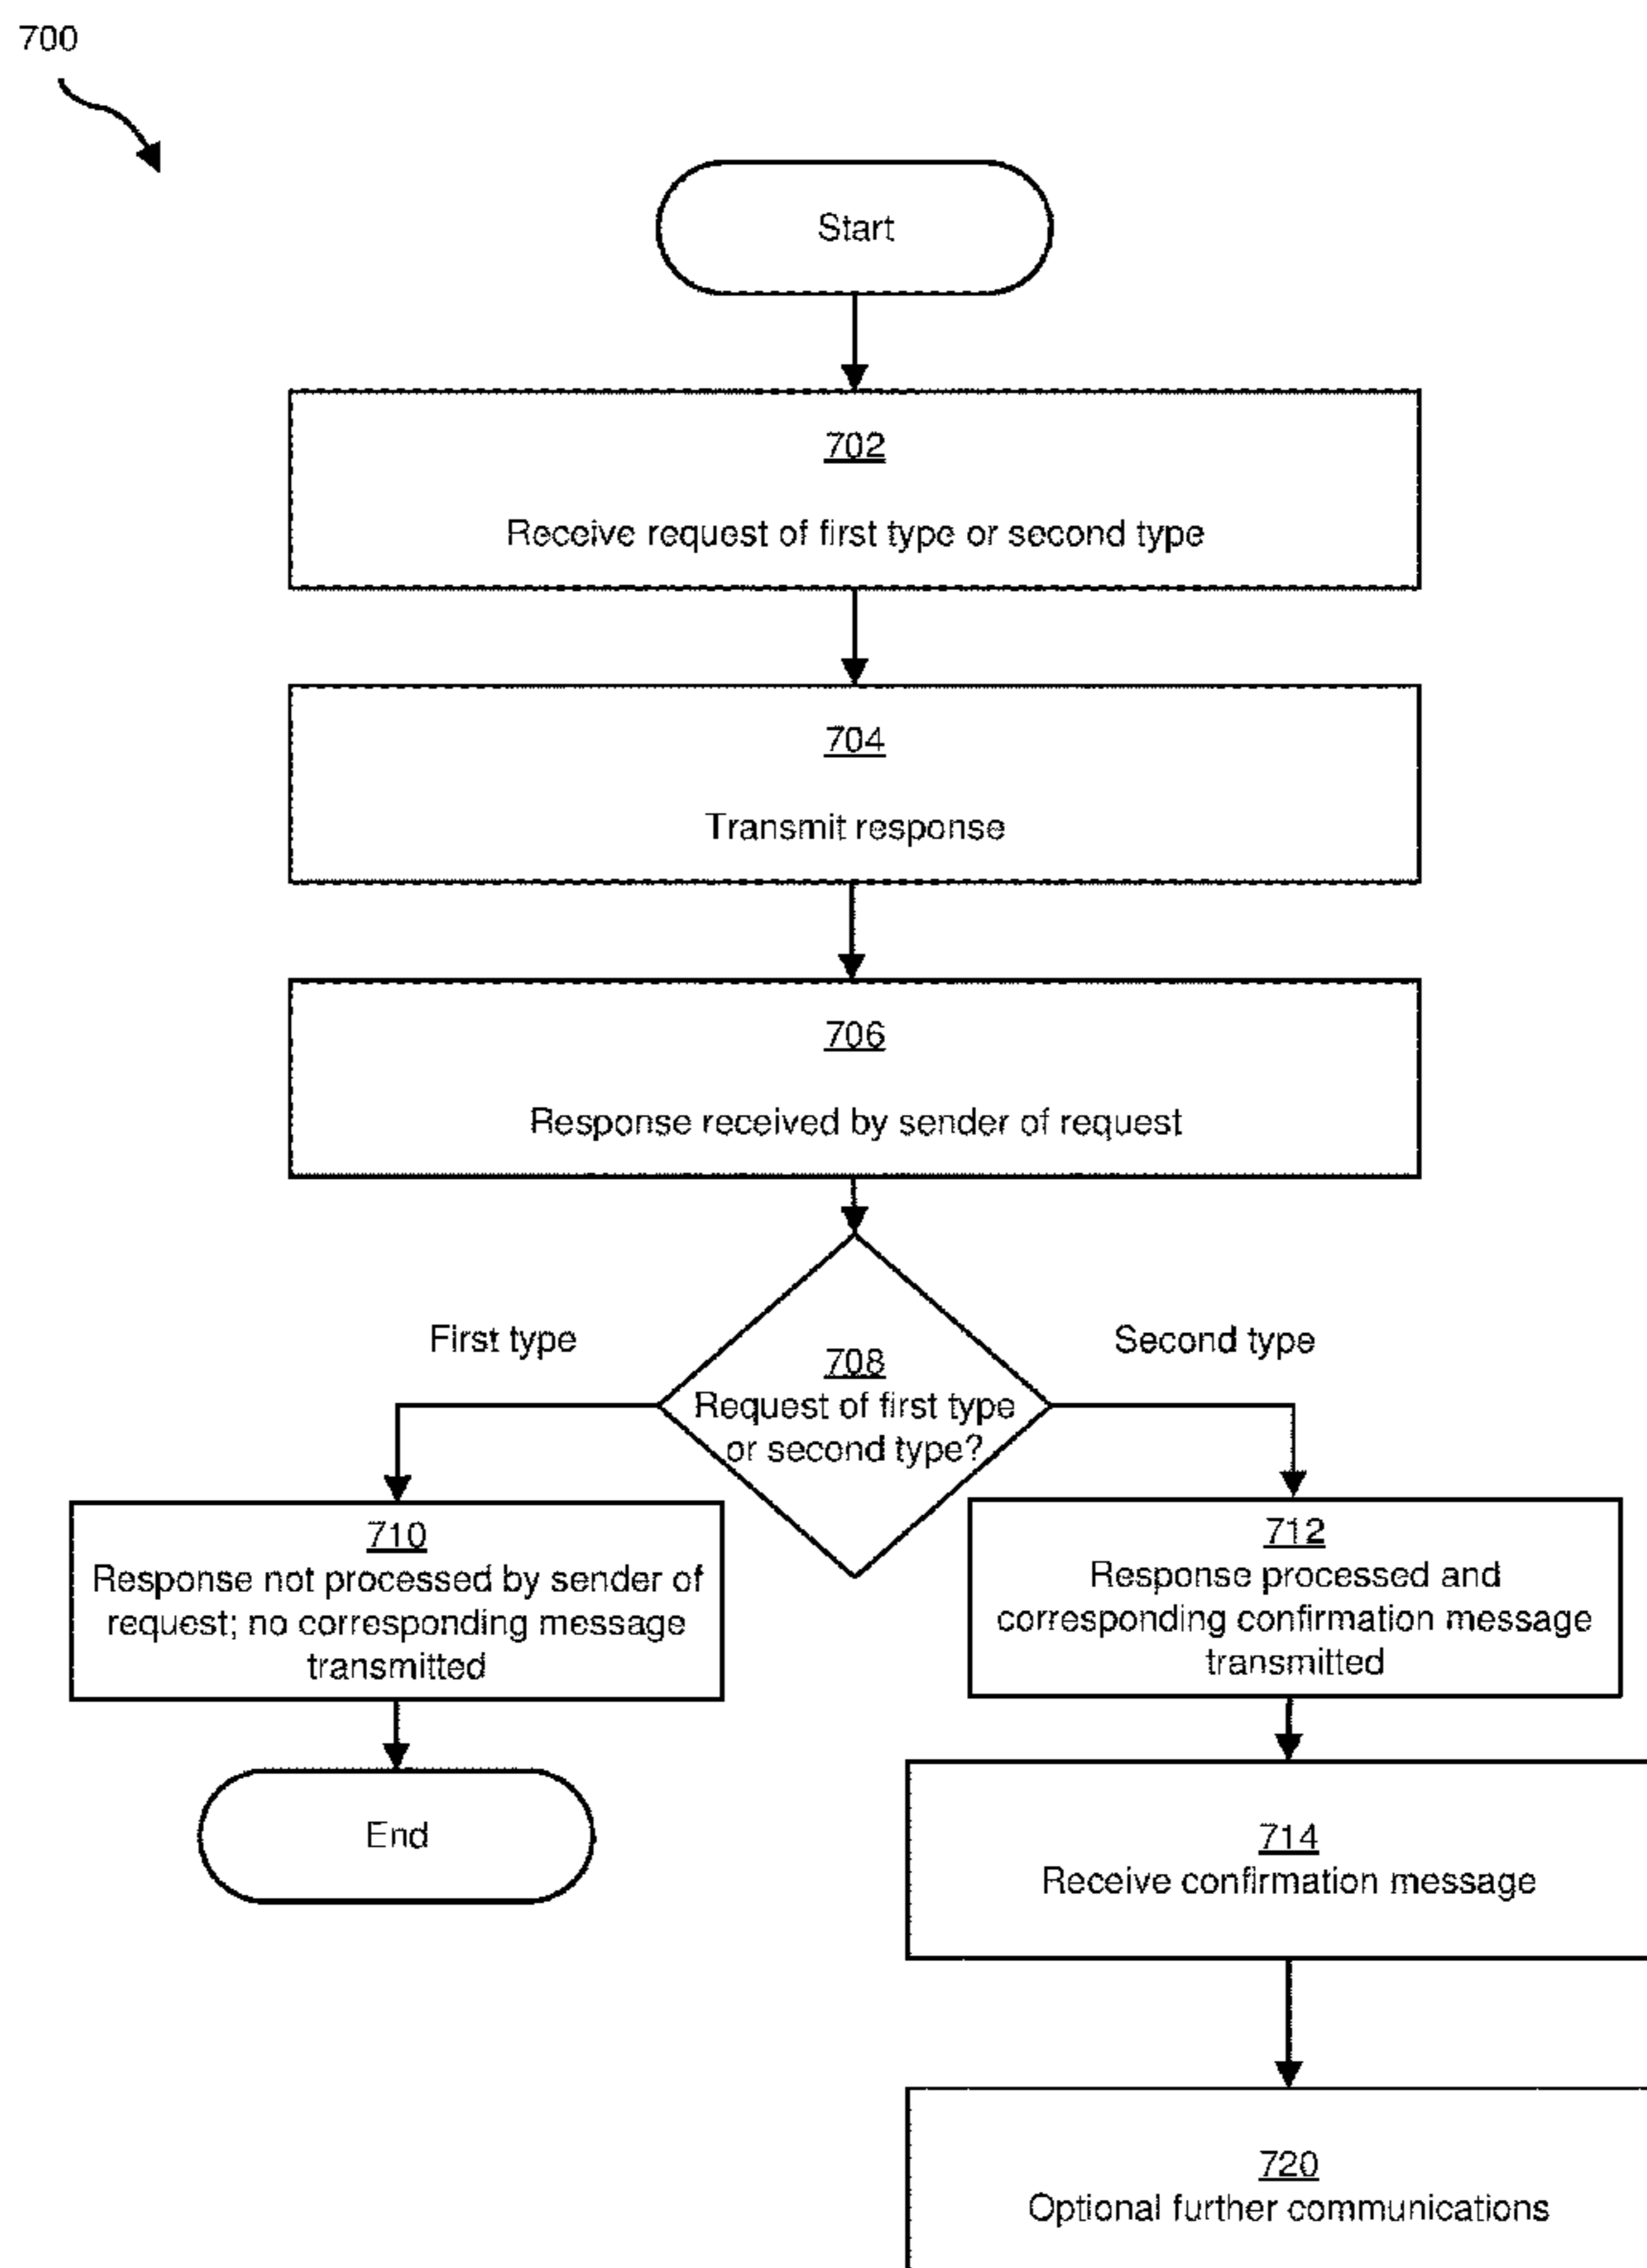 700
Start
702
Receive request of first type or second type
704
Transmit response
706
Response received by sender of request
First type
Second type
708
Request of first type
or second type?
710
Response not processed by sender of
request; no corresponding message
transmitted
712
Response processed and
corresponding confirmation message
transmitted
End
714
Receive confirmation message
720
Optional further communications